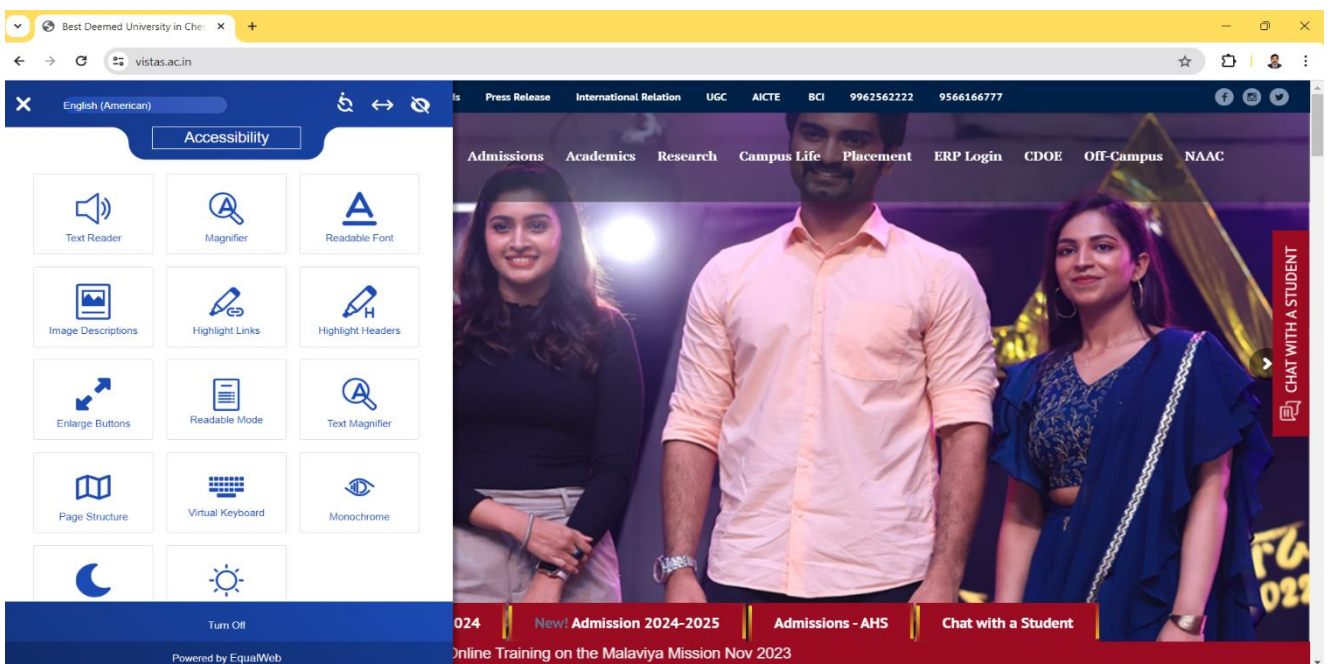 Best Deemed University in Che
vistas.ac.in
English (American)
Accessibility
Text Reader
Magnifier
Readable Font
Image Descriptions
Highlight Links
Highlight Headers
Enlarge Buttons
Readable Mode
Text Magnifier
Page Structure
Virtual Keyboard
Monochrome
Turn Off
Powered by EqualWeb
Press Release International Relation UGC AICTE BCI 9962562222 9566166777
Admissions Academics Research Campus Life Placement ERP Login CDOE Off-Campus NAAC
CHAT WITH A STUDENT
024 New! Admission 2024-2025 Admissions - AHS Chat with a Student
Online Training on the Malaviya Mission Nov 2023